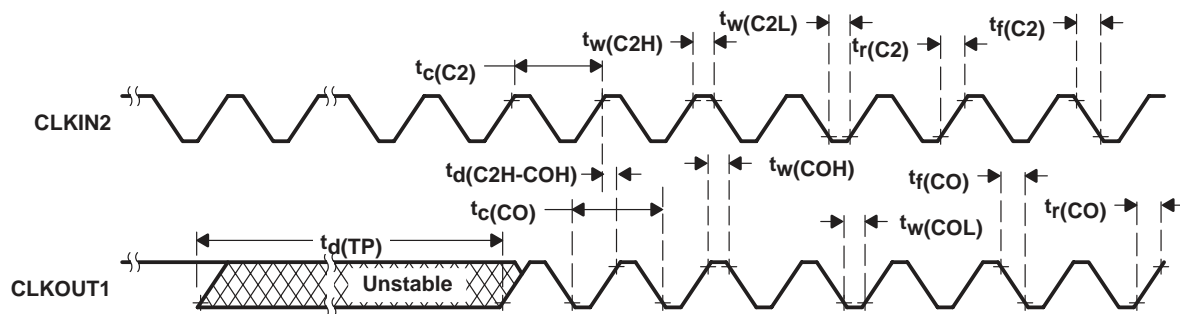 tw(C2L)
tf(C2)
tw(C2H)
tr(C2)
tc(C2)
CLKIN2
td(C2H-COH)
tw(COH)
tf(CO)
tc(CO)
tr(CO)
tw(COL)
td(TP)
Unstable
CLKOUT1